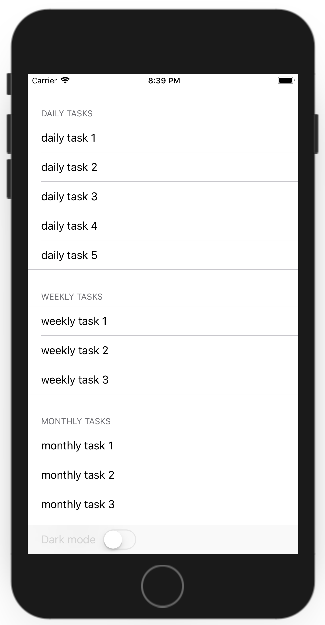 Carrier 8:39 PM
DAILY TASKS
daily task 1
daily task 2
daily task 3
daily task 4
daily task 5
WEEKLY TASKS
weekly task 1
weekly task 2
weekly task 3
MONTHLY TASKS
monthly task 1
monthly task 2
monthly task 3
Dark mode